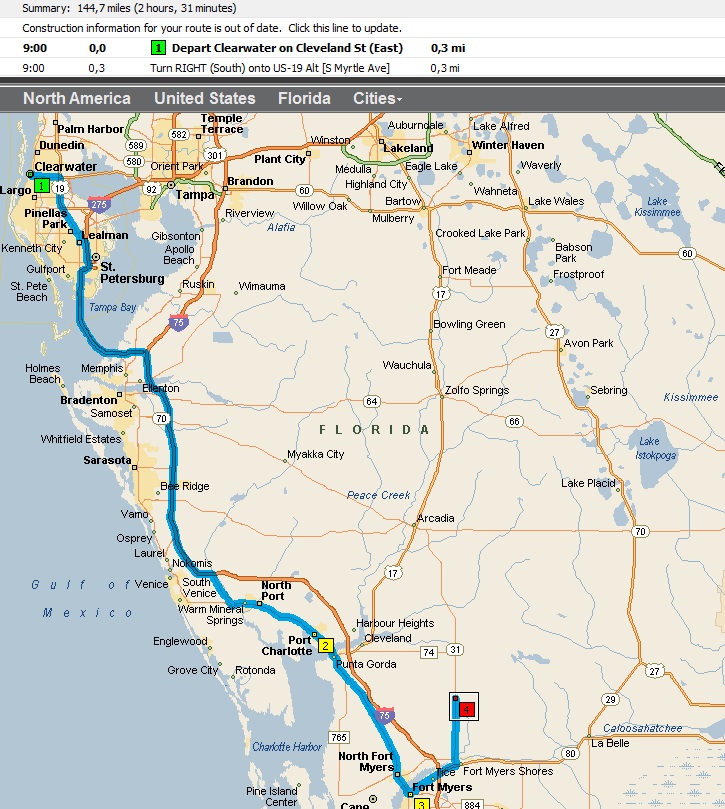 Summary: 144,7 miles (2 hours, 31 minutes)
Construction information for your route is out of date. Click this line to update.
9:00 0,0 1 Depart Clearwater on Cleveland St (East) 0,3 mi
9:00 0,3 Turn RIGHT (South) onto US-19 Alt [S Myrtle Ave] 0,3 mi
North America United States Florida Cities
Palm Harbor
582
Temple
Terrace
Winston
Auburndale
Lake Alfred
Dunedin
589
580
301
Plant City
Lakeland
Winter Haven
Clearwater
Orient Park
Medulla
Eagle Lake
Waverly
Largo
1
19
92
Brandon
Highland City
Wahneta
Tampa
60
Willow Oak
Bartow
Lake Wales
Lake
Kissimmee
275
Pinellas
Park
Riverview
Mulberry
Alafia
Lealman
Gibsonton
Crooked Lake Park
Kenneth City
Apollo
Beach
Babson
Park
60
Gulfport
St.
Petersburg
Fort Meade
Frostproof
St. Pete
Beach
Ruskin
Wimauma
17
Tampa Bay
75
Bowling Green
27
Avon Park
Holmes
Beach
Memphis
Wauchula
Ellenton
Zolfo Springs
Sebring
Bradenton
64
Kissimmee
Samoset
70
66
Whitfield Estates
FLORIDA
Lake
Istokpoga
Sarasota
Myakka City
Bee Ridge
Lake Placid
Peace Creek
Vamo
Arcadia
Osprey
70
Laurel
Nokomis
17
Gulf of
Mexico
Venice
South
Venice
North
Port
Warm Mineral
Springs
Harbour Heights
Englewood
Port
Charlotte
2
Cleveland
74
31
Grove City
Rotonda
Punta Gorda
27
29
75
4
765
Caloosahatchee
Charlotte Harbor
La Belle
North Fort
Myers
80
Tice
Fort Myers Shores
Pine Island
Center
Fort Myers
Cape
3
884